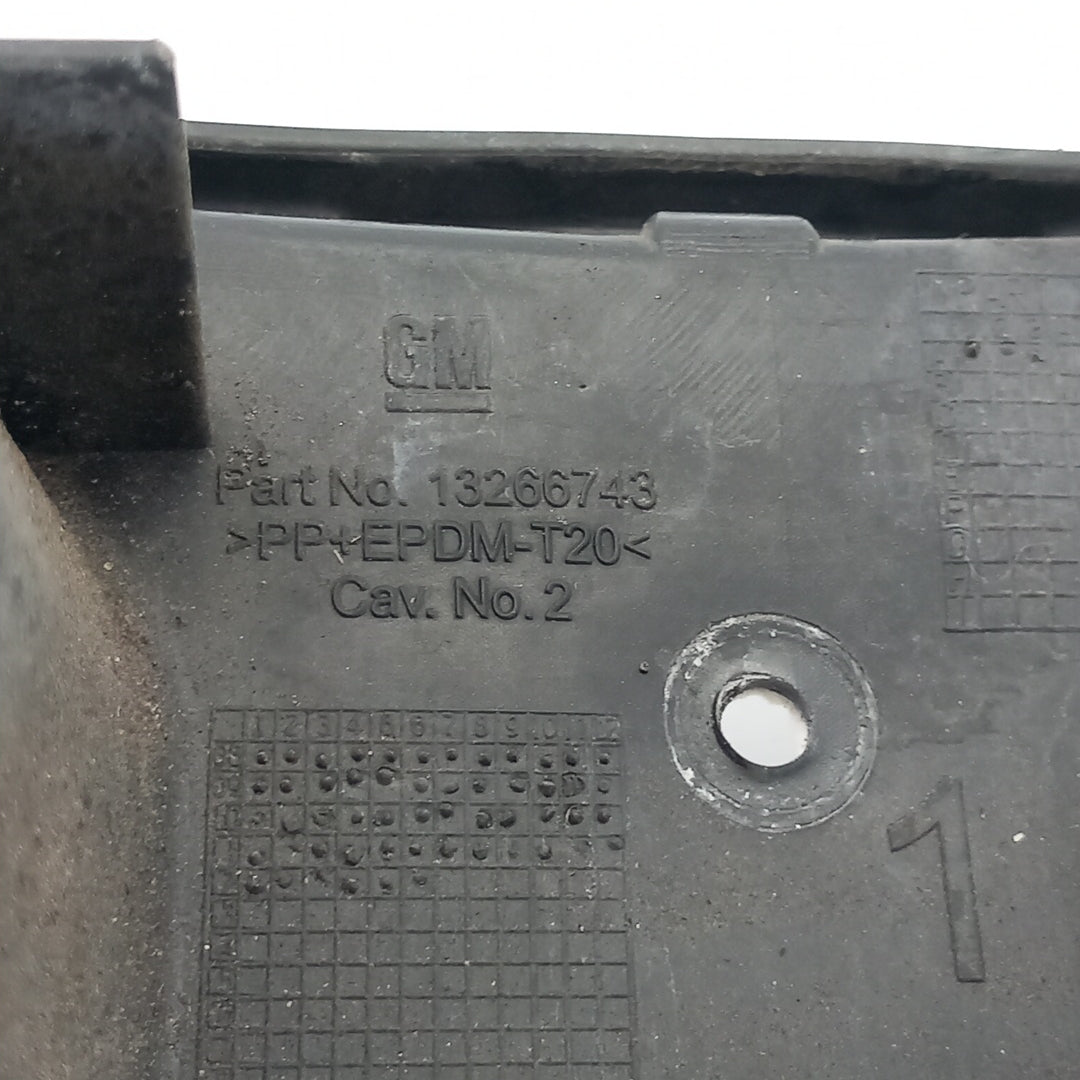 GM
Part No. 13266743
>PP+EPDM-T20<
Cav. No. 2
1 2 3 4 5 6 7 8 9 10 11 12
1